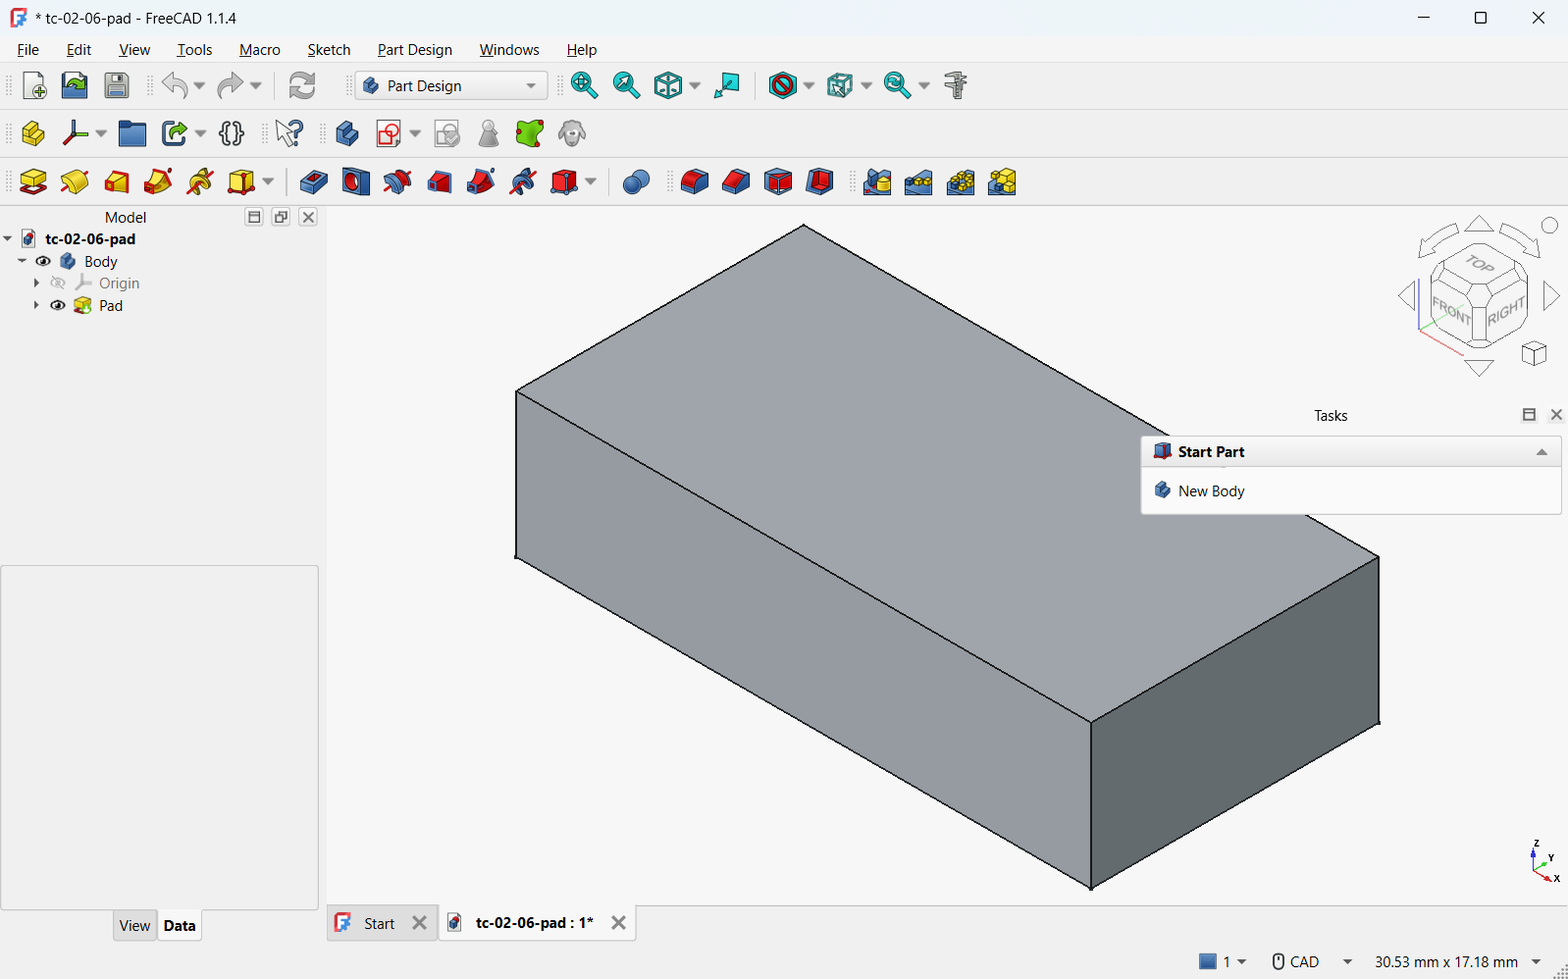 * tc-02-06-pad - FreeCAD 1.1.4
File Edit View Tools Macro Sketch Part Design Windows Help
Part Design
Model
tc-02-06-pad
Body
Origin
Pad
TOP
FRONT RIGHT
Tasks
Start Part
New Body
Z
Y
X
View Data
Start tc-02-06-pad : 1*
1 CAD 30.53 mm x 17.18 mm